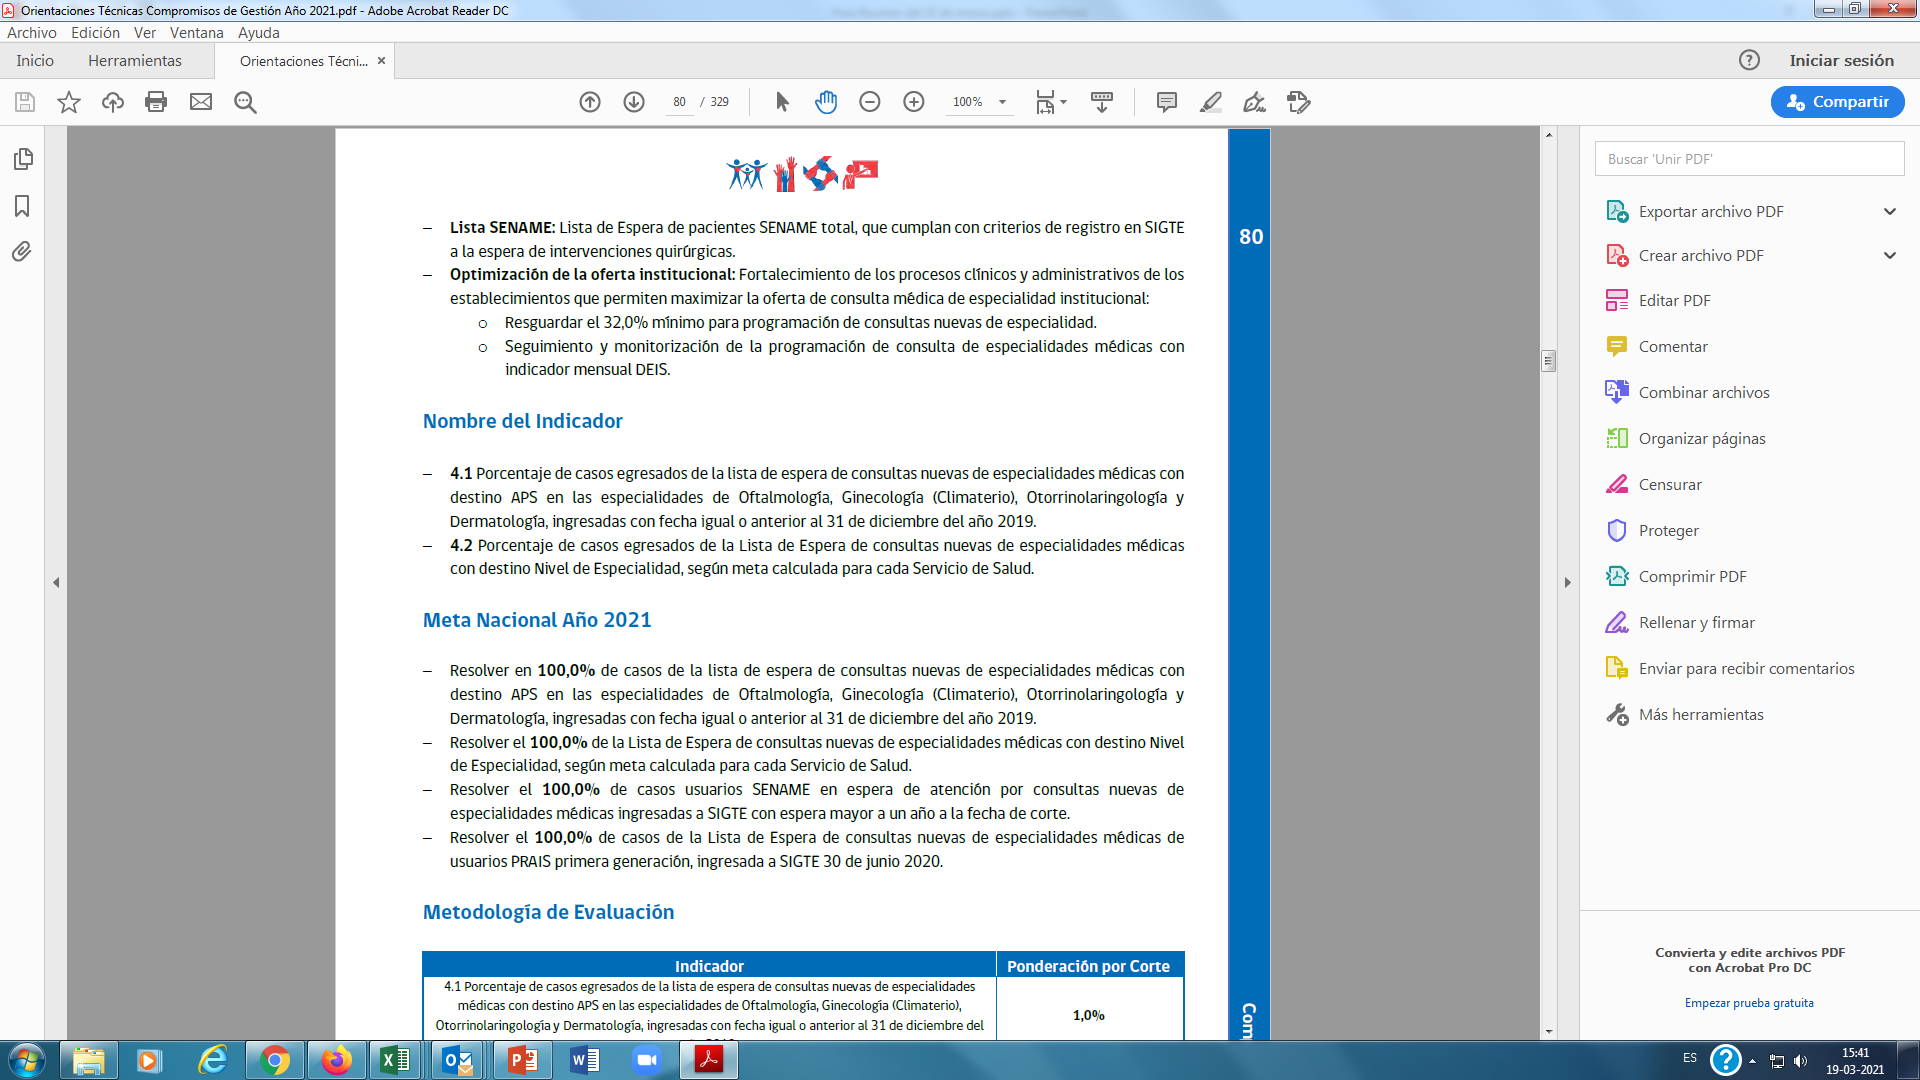 Orientaciones Técnicas Compromisos de Gestión Año 2021.pdf - Adobe Acrobat Reader DC
Archivo Edición Ver Ventana Ayuda
Inicio Herramientas Orientaciones Técni... × Iniciar sesión
80 / 329 100% Compartir
– Lista SENAME: Lista de Espera de pacientes SENAME total, que cumplan con criterios de registro en SIGTE
a la espera de intervenciones quirúrgicas.
80
– Optimización de la oferta institucional: Fortalecimiento de los procesos clínicos y administrativos de los
establecimientos que permiten maximizar la oferta de consulta médica de especialidad institucional:
o Resguardar el 32,0% mínimo para programación de consultas nuevas de especialidad.
o Seguimiento y monitorización de la programación de consulta de especialidades médicas con
indicador mensual DEIS.
Nombre del Indicador
– 4.1 Porcentaje de casos egresados de la lista de espera de consultas nuevas de especialidades médicas con
destino APS en las especialidades de Oftalmología, Ginecología (Climaterio), Otorrinolaringología y
Dermatología, ingresadas con fecha igual o anterior al 31 de diciembre del año 2019.
– 4.2 Porcentaje de casos egresados de la Lista de Espera de consultas nuevas de especialidades médicas
con destino Nivel de Especialidad, según meta calculada para cada Servicio de Salud.
Meta Nacional Año 2021
– Resolver en 100,0% de casos de la lista de espera de consultas nuevas de especialidades médicas con
destino APS en las especialidades de Oftalmología, Ginecología (Climaterio), Otorrinolaringología y
Dermatología, ingresadas con fecha igual o anterior al 31 de diciembre del año 2019.
– Resolver el 100,0% de la Lista de Espera de consultas nuevas de especialidades médicas con destino Nivel
de Especialidad, según meta calculada para cada Servicio de Salud.
– Resolver el 100,0% de casos usuarios SENAME en espera de atención por consultas nuevas de
especialidades médicas ingresadas a SIGTE con espera mayor a un año a la fecha de corte.
– Resolver el 100,0% de casos de la Lista de Espera de consultas nuevas de especialidades médicas de
usuarios PRAIS primera generación, ingresada a SIGTE 30 de junio 2020.
Metodología de Evaluación
Indicador Ponderación por Corte
4.1 Porcentaje de casos egresados de la lista de espera de consultas nuevas de especialidades
médicas con destino APS en las especialidades de Oftalmología, Ginecología (Climaterio),
Otorrinolaringología y Dermatología, ingresadas con fecha igual o anterior al 31 de diciembre del
1,0%
Com
Buscar 'Unir PDF'
Exportar archivo PDF
Crear archivo PDF
Editar PDF
Comentar
Combinar archivos
Organizar páginas
Censurar
Proteger
Comprimir PDF
Rellenar y firmar
Enviar para recibir comentarios
Más herramientas
Convierta y edite archivos PDF
con Acrobat Pro DC
Empezar prueba gratuita
ES
15:41
19-03-2021